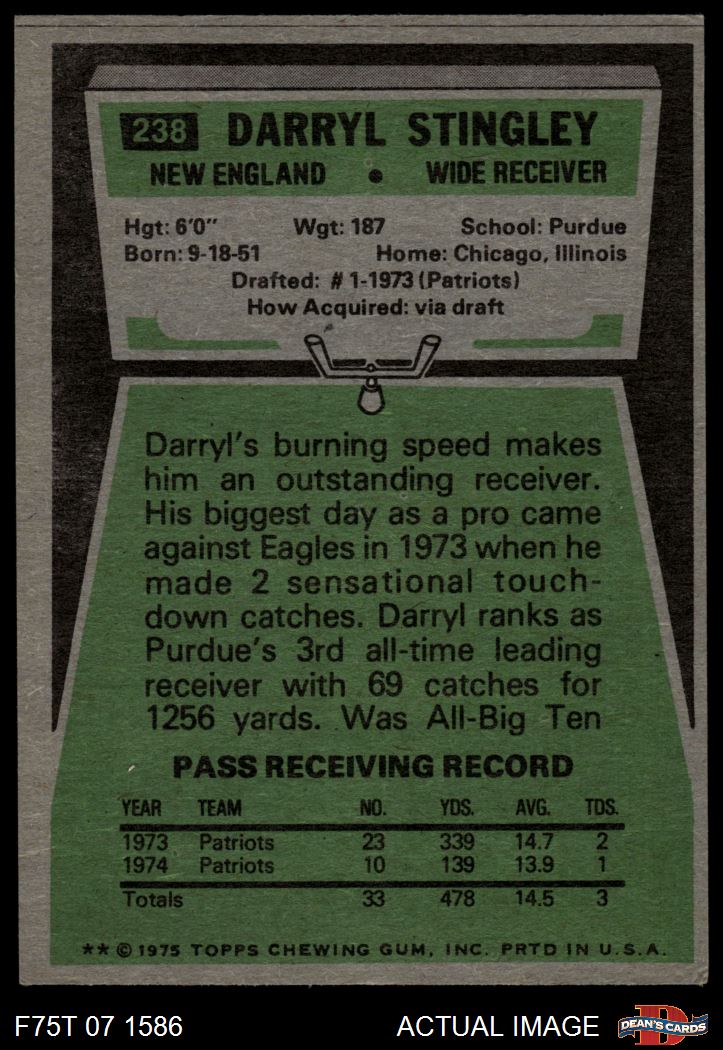 238 DARRYL STINGLEY
NEW ENGLAND • WIDE RECEIVER
Hgt: 6'0" Wgt: 187 School: Purdue
Born: 9-18-51 Home: Chicago, Illinois
Drafted: # 1-1973 (Patriots)
How Acquired: via draft
Darryl's burning speed makes
him an outstanding receiver.
His biggest day as a pro came
against Eagles in 1973 when he
made 2 sensational touch-
down catches. Darryl ranks as
Purdue's 3rd all-time leading
receiver with 69 catches for
1256 yards. Was All-Big Ten
PASS RECEIVING RECORD
YEAR TEAM NO. YDS. AVG. TDS.
1973 Patriots 23 339 14.7 2
1974 Patriots 10 139 13.9 1
Totals 33 478 14.5 3
** © 1975 TOPPS CHEWING GUM, INC. PRTD IN U.S.A.
F75T 07 1586 ACTUAL IMAGE D DEAN'S CARDS